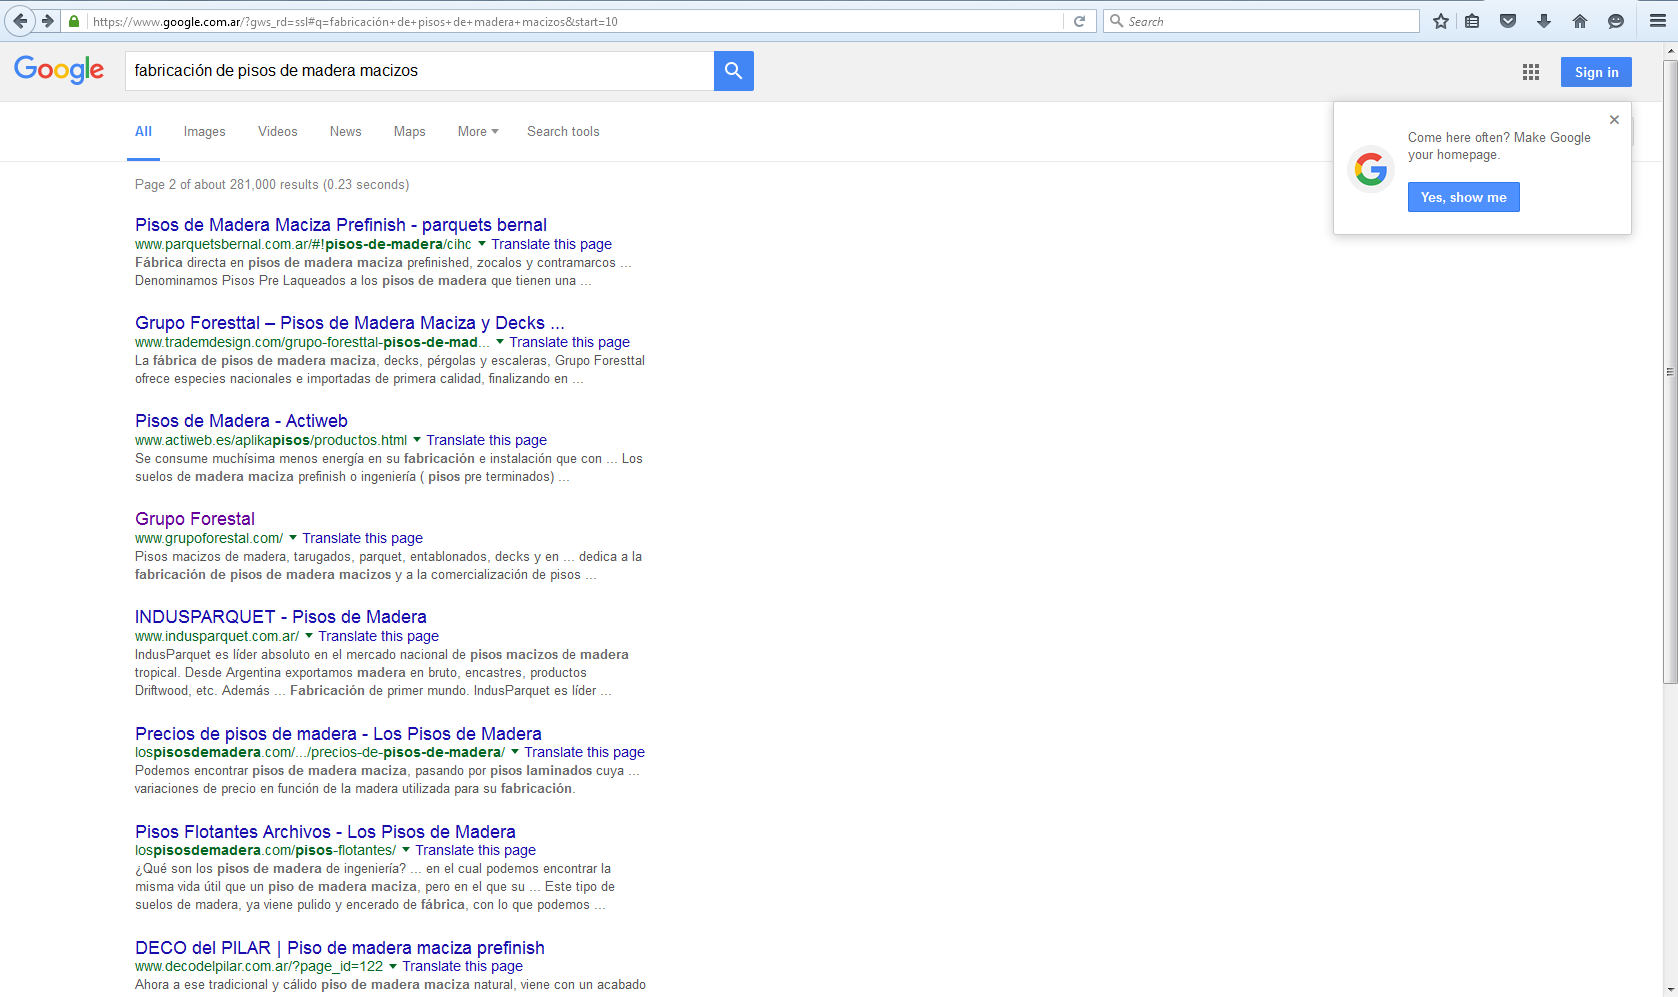 https://www.google.com.ar/?gws_rd=ssl#q=fabricación+de+pisos+de+madera+macizos&start=10
Search
Google
fabricación de pisos de madera macizos
Sign in
All Images Videos News Maps More Search tools
Come here often? Make Google
your homepage.
Yes, show me
Page 2 of about 281,000 results (0.23 seconds)
Pisos de Madera Maciza Prefinish - parquets bernal
www.parquetsbernal.com.ar/#!pisos-de-madera/cihc Translate this page
Fábrica directa en pisos de madera maciza prefinished, zocalos y contramarcos ...
Denominamos Pisos Pre Laqueados a los pisos de madera que tienen una ...
Grupo Foresttal – Pisos de Madera Maciza y Decks ...
www.trademdesign.com/grupo-foresttal-pisos-de-mad... Translate this page
La fábrica de pisos de madera maciza, decks, pérgolas y escaleras, Grupo Foresttal
ofrece especies nacionales e importadas de primera calidad, finalizando en ...
Pisos de Madera - Actiweb
www.actiweb.es/aplikapisos/productos.html Translate this page
Se consume muchísima menos energía en su fabricación e instalación que con ... Los
suelos de madera maciza prefinish o ingeniería ( pisos pre terminados) ...
Grupo Forestal
www.grupoforestal.com/ Translate this page
Pisos macizos de madera, tarugados, parquet, entablonados, decks y en ... dedica a la
fabricación de pisos de madera macizos y a la comercialización de pisos ...
INDUSPARQUET - Pisos de Madera
www.indusparquet.com.ar/ Translate this page
IndusParquet es líder absoluto en el mercado nacional de pisos macizos de madera
tropical. Desde Argentina exportamos madera en bruto, encastres, productos
Driftwood, etc. Además ... Fabricación de primer mundo. IndusParquet es líder ...
Precios de pisos de madera - Los Pisos de Madera
lospisosdemadera.com/.../precios-de-pisos-de-madera/ Translate this page
Podemos encontrar pisos de madera maciza, pasando por pisos laminados cuya ...
variaciones de precio en función de la madera utilizada para su fabricación.
Pisos Flotantes Archivos - Los Pisos de Madera
lospisosdemadera.com/pisos-flotantes/ Translate this page
¿Qué son los pisos de madera de ingeniería? ... en el cual podemos encontrar la
misma vida útil que un piso de madera maciza, pero en el que su ... Este tipo de
suelos de madera, ya viene pulido y encerado de fábrica, con lo que podemos ...
DECO del PILAR | Piso de madera maciza prefinish
www.decodelpilar.com.ar/?page_id=122 Translate this page
Ahora a ese tradicional y cálido piso de madera maciza natural, viene con un acabado